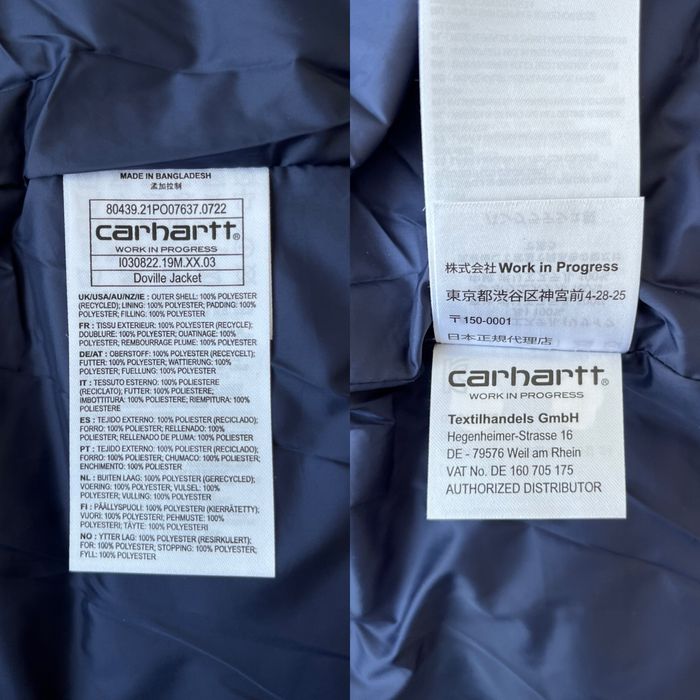 MADE IN BANGLADESH
孟加拉制
80439.21PO07637.0722
carhartt®
WORK IN PROGRESS
I030822.19M.XX.03
Doville Jacket
UK/USA/AU/NZ/IE : OUTER SHELL: 100% POLYESTER
(RECYCLED); LINING: 100% POLYESTER; PADDING: 100%
POLYESTER; FILLING: 100% POLYESTER
FR : TISSU EXTERIEUR: 100% POLYESTER (RECYCLE);
DOUBLURE: 100% POLYESTER; OUATINAGE: 100%
POLYESTER, REMBOURRAGE PLUME: 100% POLYESTER
DE/AT : OBERSTOFF: 100% POLYESTER (RECYCELT);
FUTTER: 100% POLYESTER; WATTIERUNG: 100%
POLYESTER; FUELLUNG: 100% POLYESTER
IT : TESSUTO ESTERNO: 100% POLIESTERE
(RECICLATO); FUTTER: 100% POLIESTERE;
IMBOTTITURA: 100% POLIESTERE; RIEMPITURA: 100%
POLIESTERE
ES : TEJIDO EXTERNO: 100% POLIESTER (RECICLADO);
FORRO: 100% POLIESTER; RELLENADO: 100%
POLIESTER; RELLENADO DE PLUMA: 100% POLIESTER
PT : TEJIDO EXTERNO: 100% POLIESTER (RECICLADO);
FORRO: 100% POLIESTER; CHUMACO: 100% POLIESTER;
ENCHIMENTO: 100% POLIESTER
NL : BUITEN LAAG: 100% POLYESTER (GERECYCLED);
VOERING: 100% POLYESTER; VULSEL: 100%
POLYESTER; VULLING: 100% POLYESTER
FI : PÄÄLLYSPUOLI: 100% POLYESTERI (KIERRÄTETTY);
VUORI: 100% POLYESTERI; PEHMUSTE: 100%
POLYESTERI; TÄYTE: 100% POLYESTERI
NO : YTTER LAG: 100% POLYESTER (RESIRKULERT);
FOR: 100% POLYESTER; STOPPING: 100% POLYESTER;
FYLL: 100% POLYESTER
株式会社 Work in Progress
東京都渋谷区神宮前4-28-25
〒150-0001
日本正規代理店
carhartt®
WORK IN PROGRESS
Textilhandels GmbH
Hegenheimer-Strasse 16
DE - 79576 Weil am Rhein
VAT No. DE 160 705 175
AUTHORIZED DISTRIBUTOR